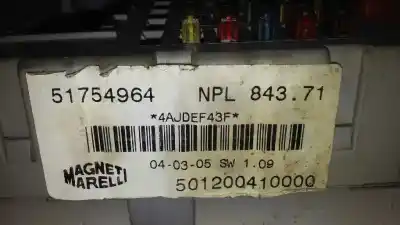 51754964 NPL 843.71
*4AJDEF43F*
04-03-05 SW 1.09
MAGNETI
MARELLI
501200410000